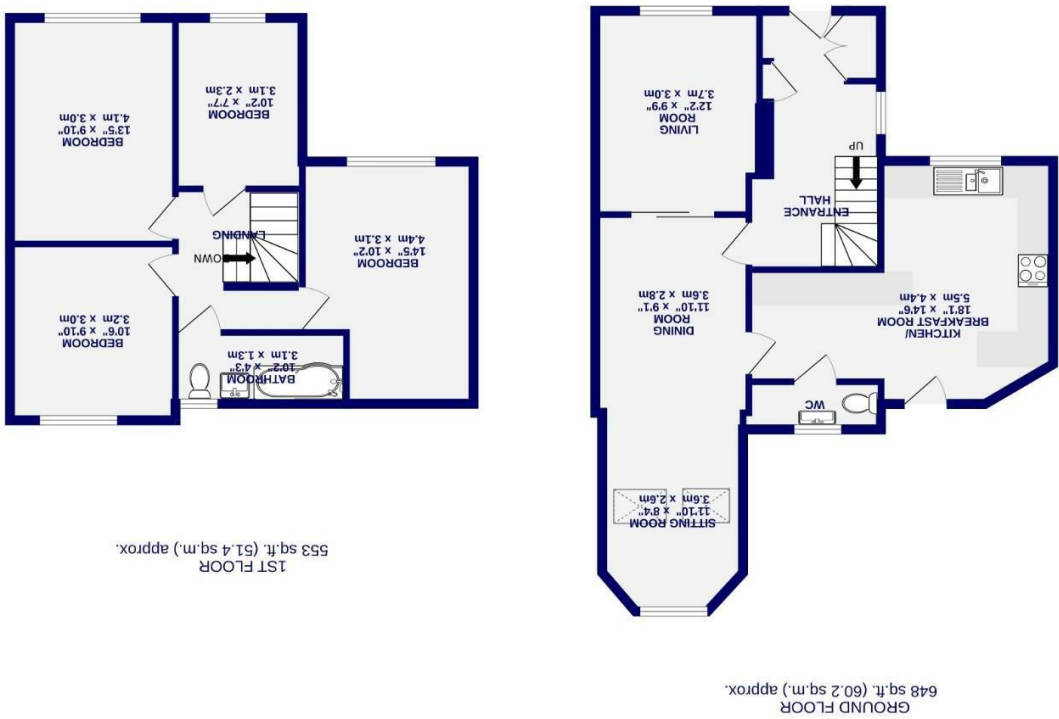 GROUND FLOOR
648 sq.ft. (60.2 sq.m.) approx.
SITTING ROOM
11'10" x 8'4"
3.6m x 2.6m
WC
KITCHEN/
BREAKFAST ROOM
18'1" x 14'6"
5.5m x 4.4m
DINING
ROOM
11'10" x 9'1"
3.6m x 2.8m
ENTRANCE
HALL
UP
LIVING
ROOM
12'2" x 9'9"
3.7m x 3.0m
1ST FLOOR
553 sq.ft. (51.4 sq.m.) approx.
BATHROOM
10'2" x 4'3"
3.1m x 1.3m
BEDROOM
10'6" x 9'10"
3.2m x 3.0m
BEDROOM
14'5" x 10'2"
4.4m x 3.1m
OWN
LANDING
BEDROOM
13'5" x 9'10"
4.1m x 3.0m
BEDROOM
10'2" x 7'7"
3.1m x 2.3m